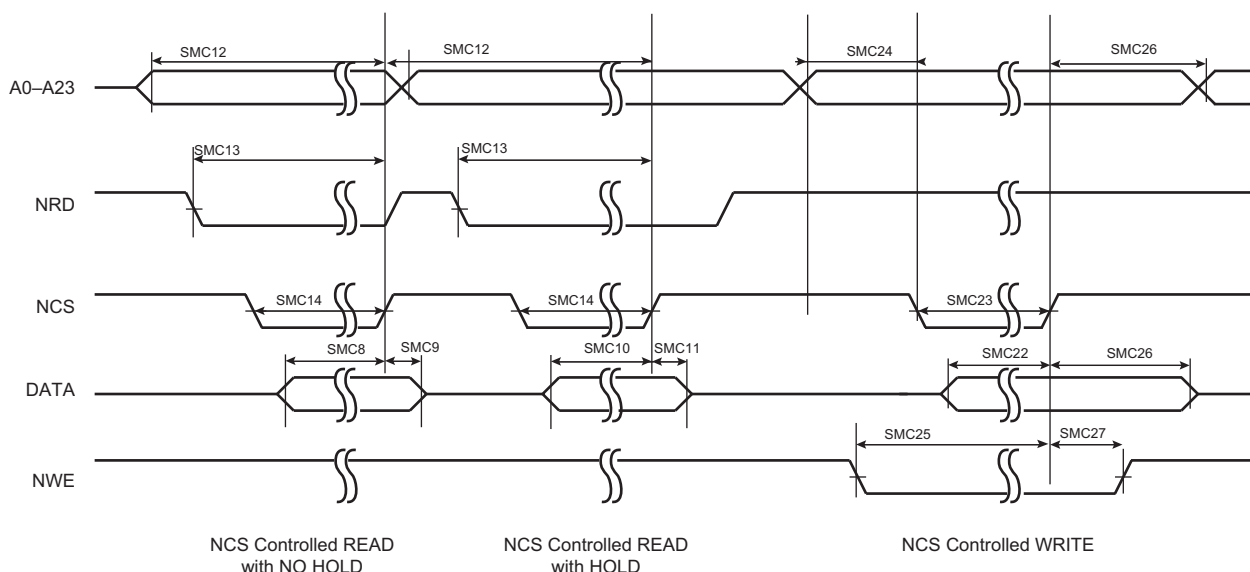 SMC12
SMC12
SMC24
SMC26
A0–A23
SMC13
SMC13
NRD
SMC14
SMC14
SMC23
NCS
SMC8
SMC9
SMC10
SMC11
SMC22
SMC26
DATA
SMC25
SMC27
NWE
NCS Controlled READ
with NO HOLD
NCS Controlled READ
with HOLD
NCS Controlled WRITE